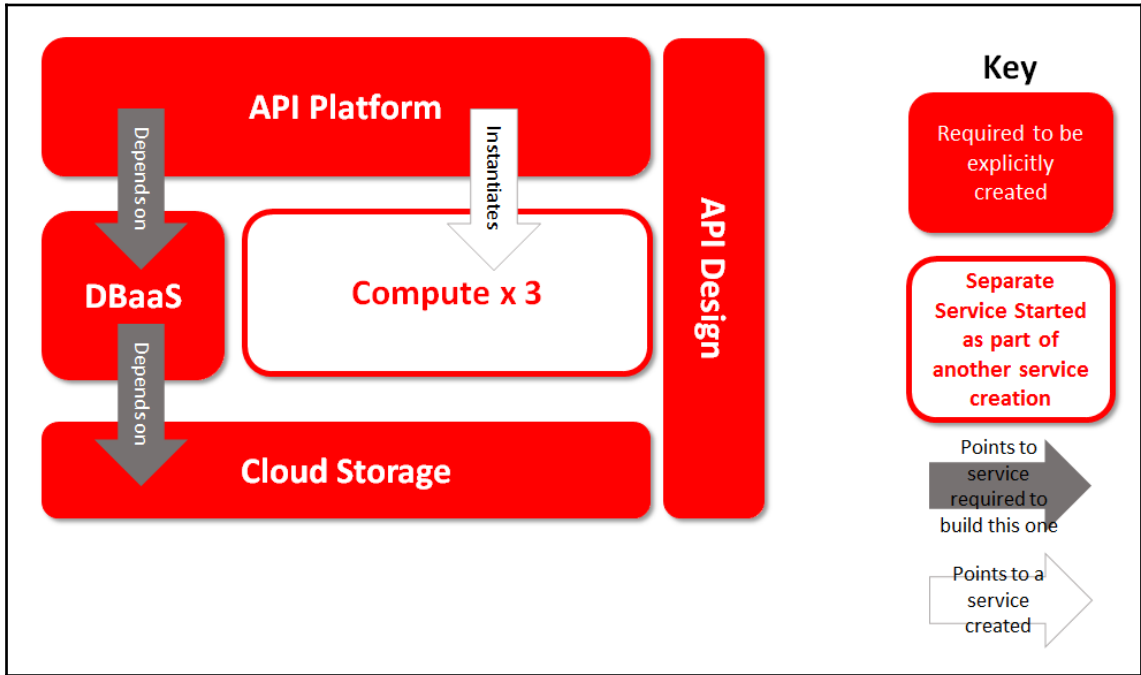 API Platform
Depends on
Instantiates
DBaaS
Compute x 3
Depends on
Cloud Storage
API Design
Key
Required to be
explicitly
created
Separate
Service Started
as part of
another service
creation
Points to
service
required to
build this one
Points to a
service
created